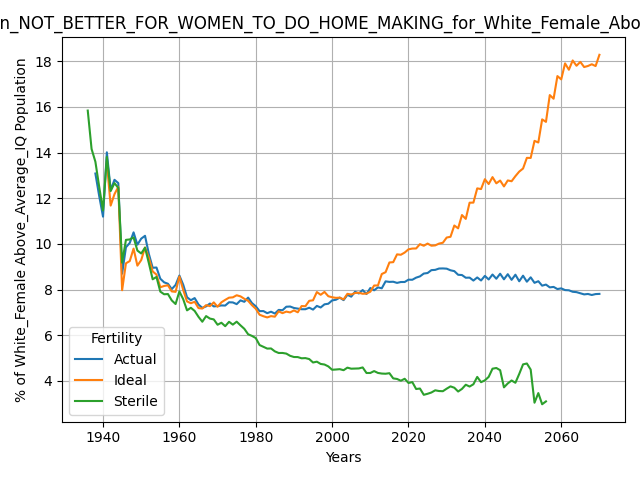 n_NOT_BETTER_FOR_WOMEN_TO_DO_HOME_MAKING_for_White_Female_Abo
% of White_Female Above_Average_IQ Population
18
16
14
12
10
8
6
4
Fertility
Actual
Ideal
Sterile
1940
1960
1980
2000
2020
2040
2060
Years